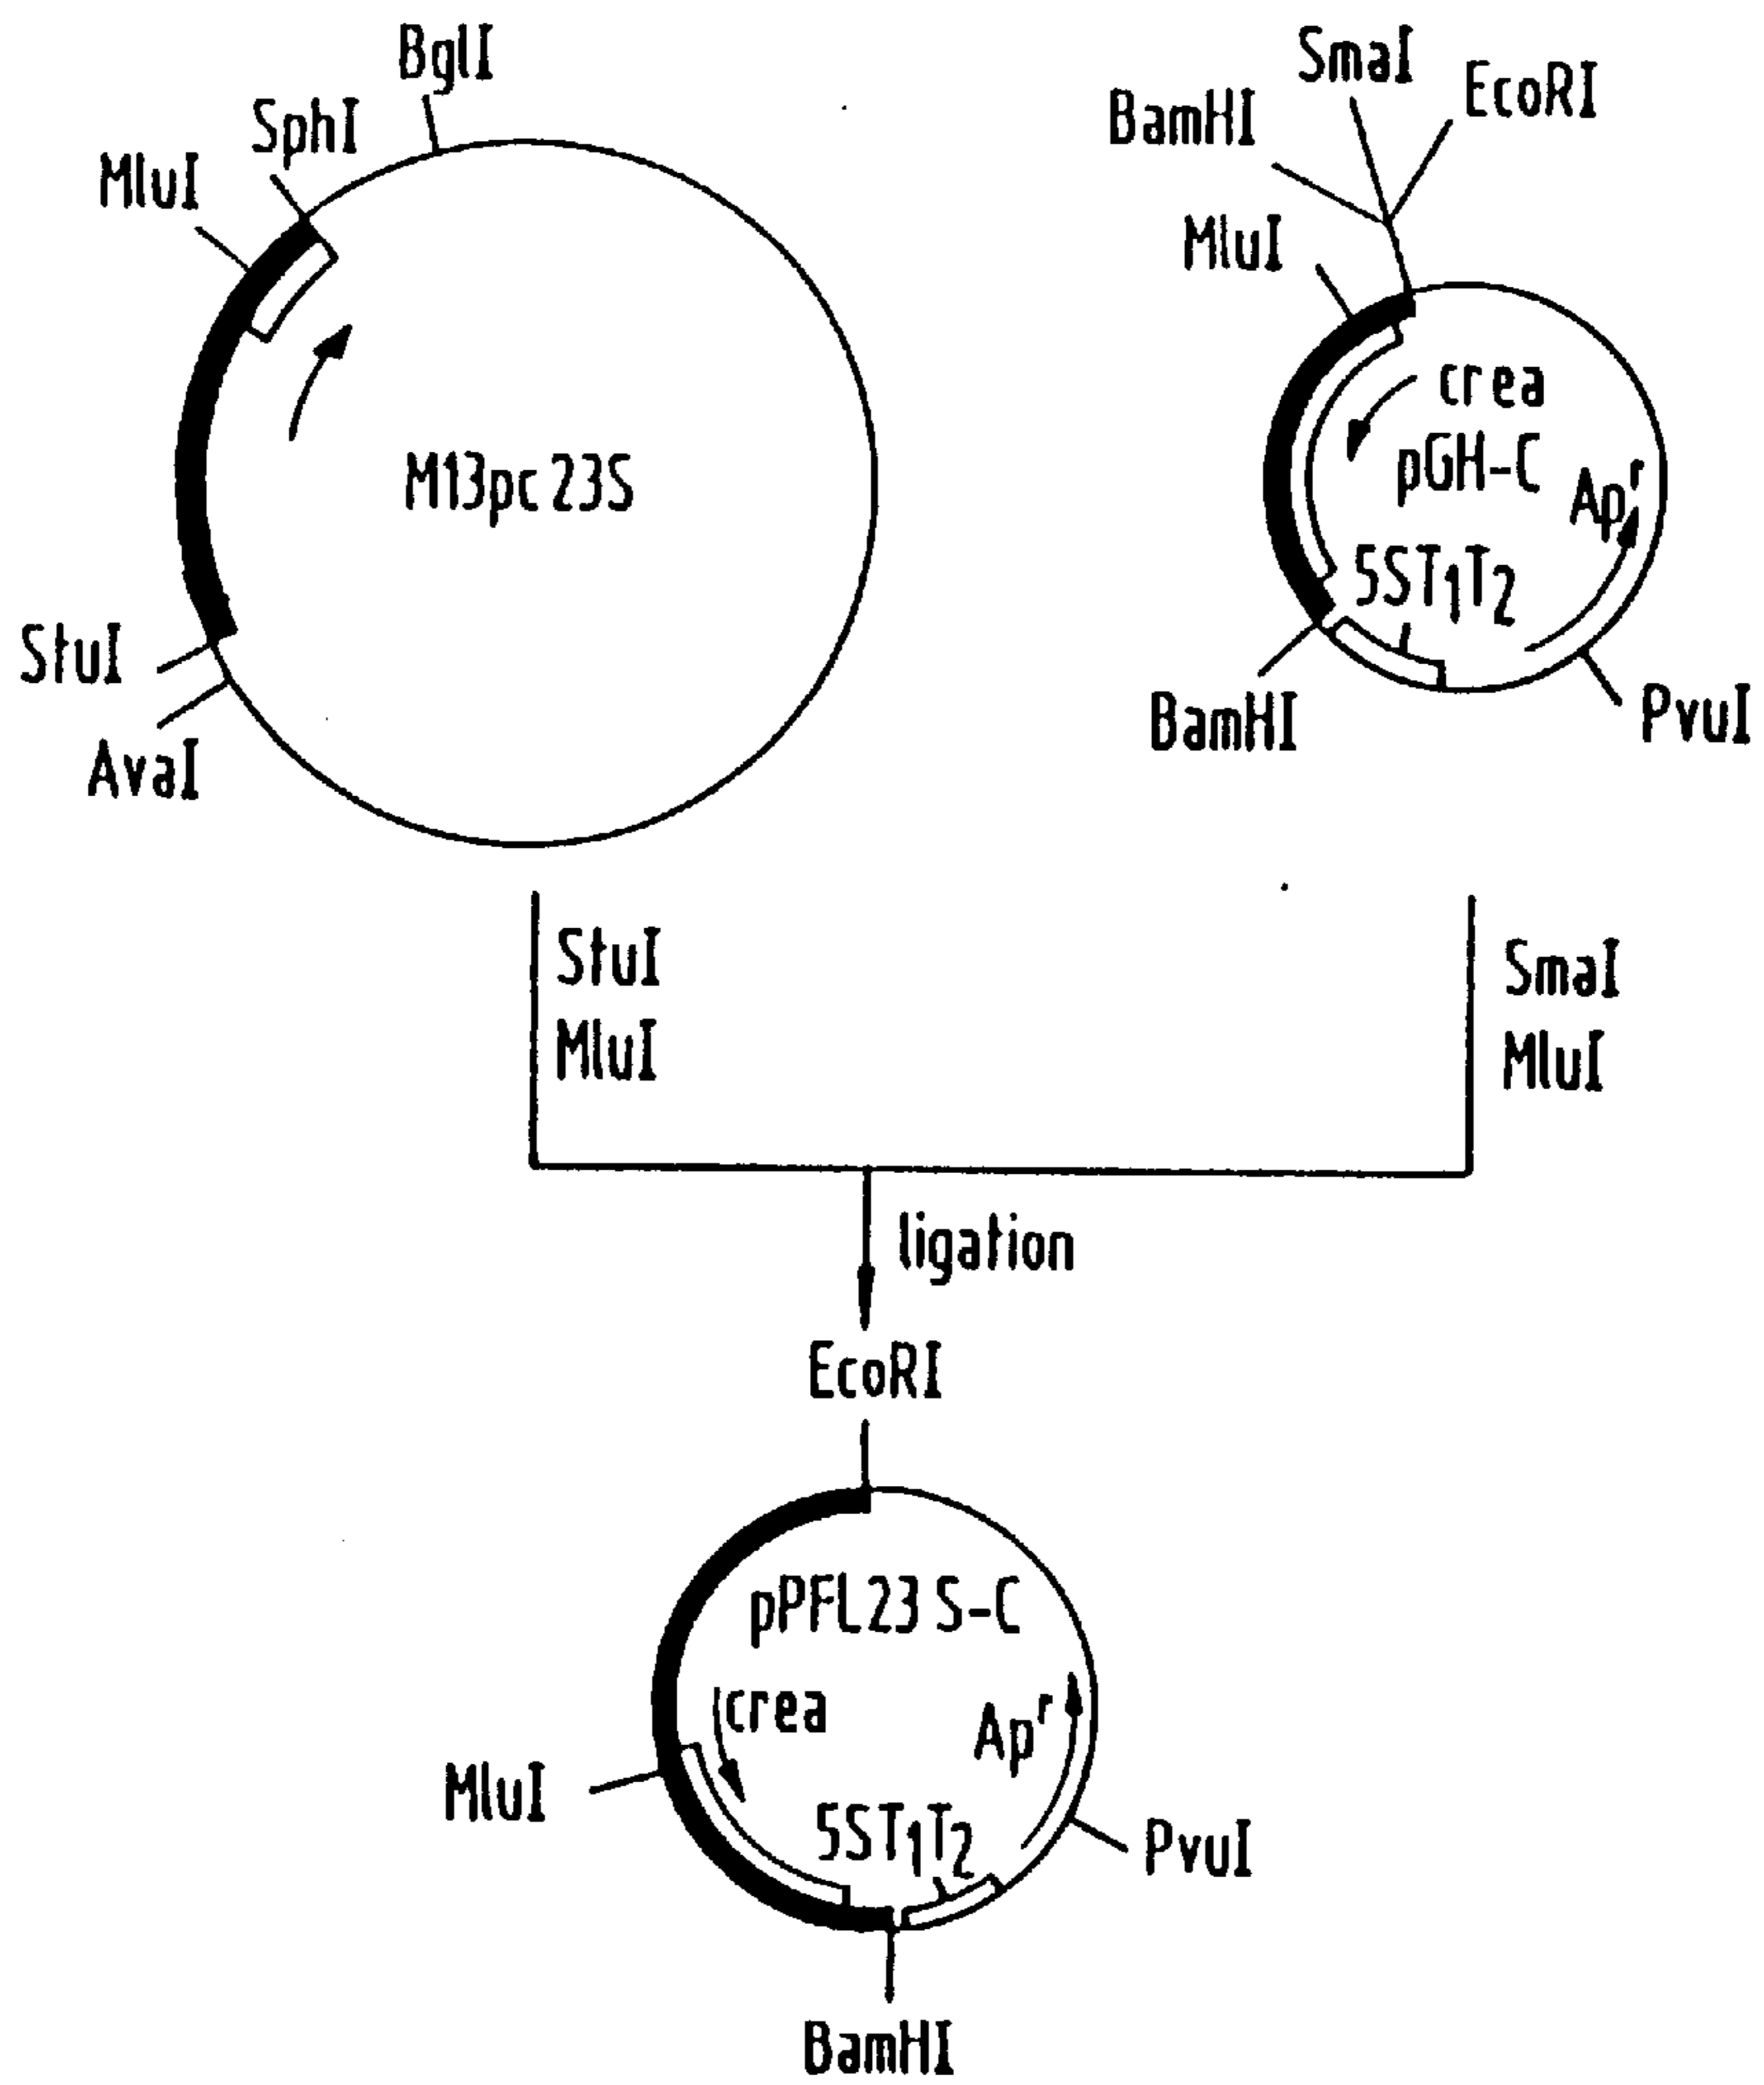 BglI
SphI
MluI
M13pc 23S
StuI
AvaI
SmaI
EcoRI
BamHI
MluI
crea
pGH-C
Apʳ
5ST₁T₂
BamHI
PvuI
StuI
MluI
SmaI
MluI
ligation
EcoRI
pPFL23 S-C
crea
Apʳ
MluI
5ST₁T₂
PvuI
BamHI